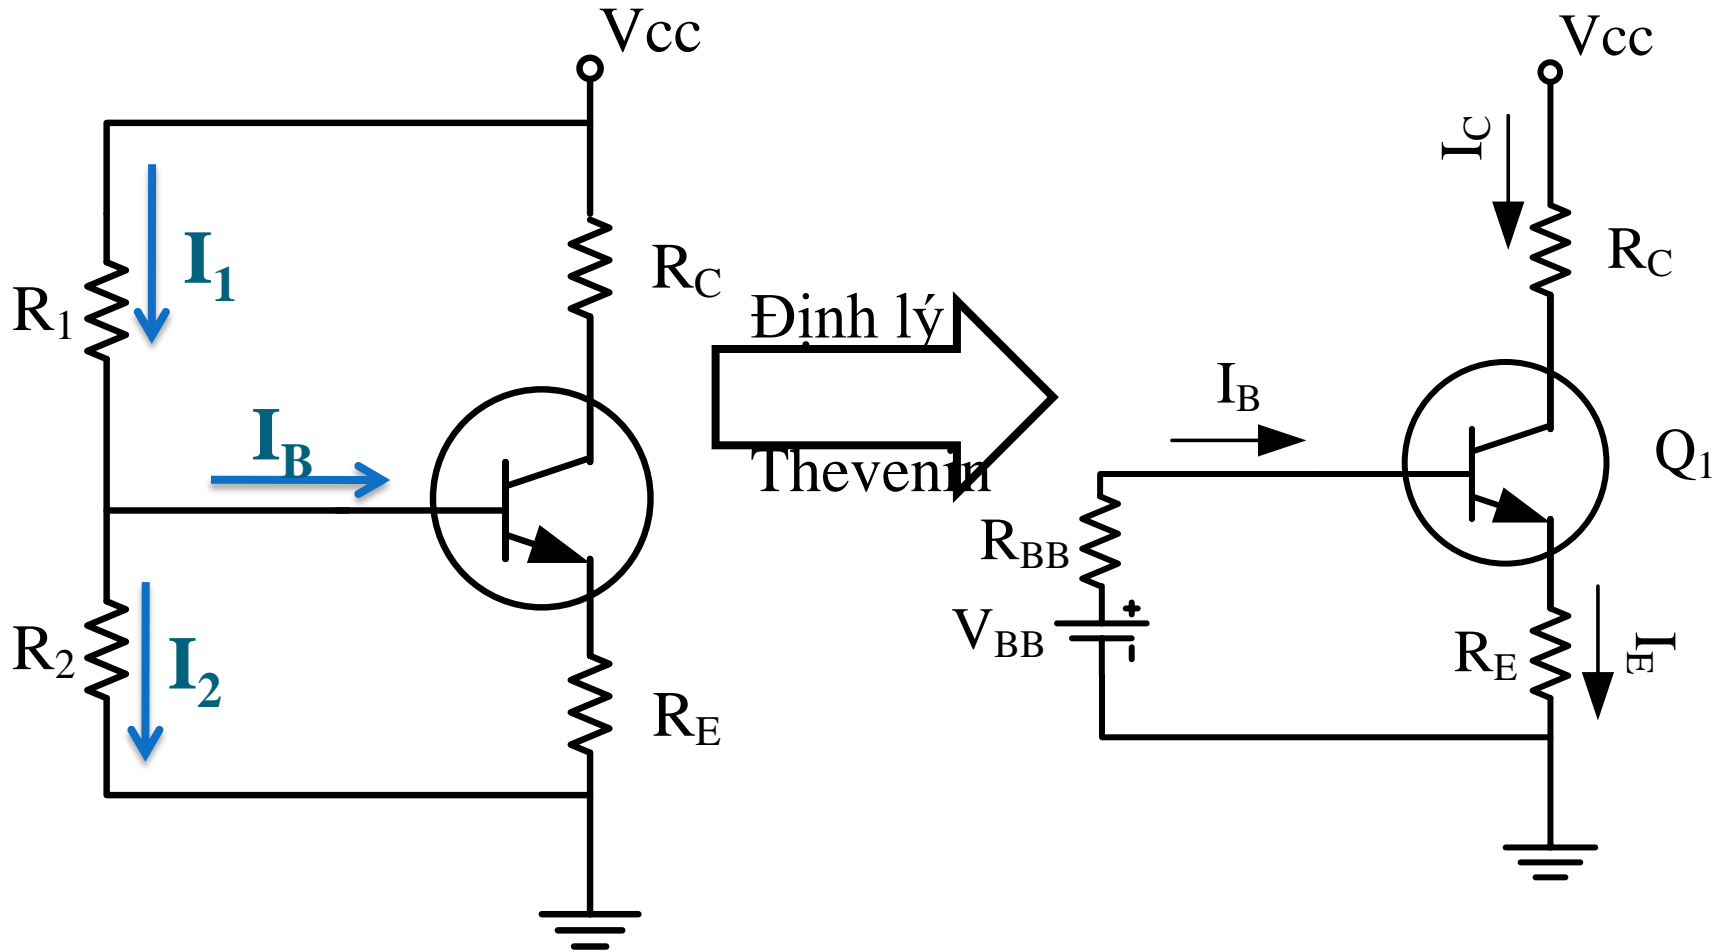 Vcc
I1
R1
RC
IB
R2
I2
RE
Định lý
Thevenin
Vcc
IC
RC
IB
Q1
RBB
+
VBB
-
RE
IE